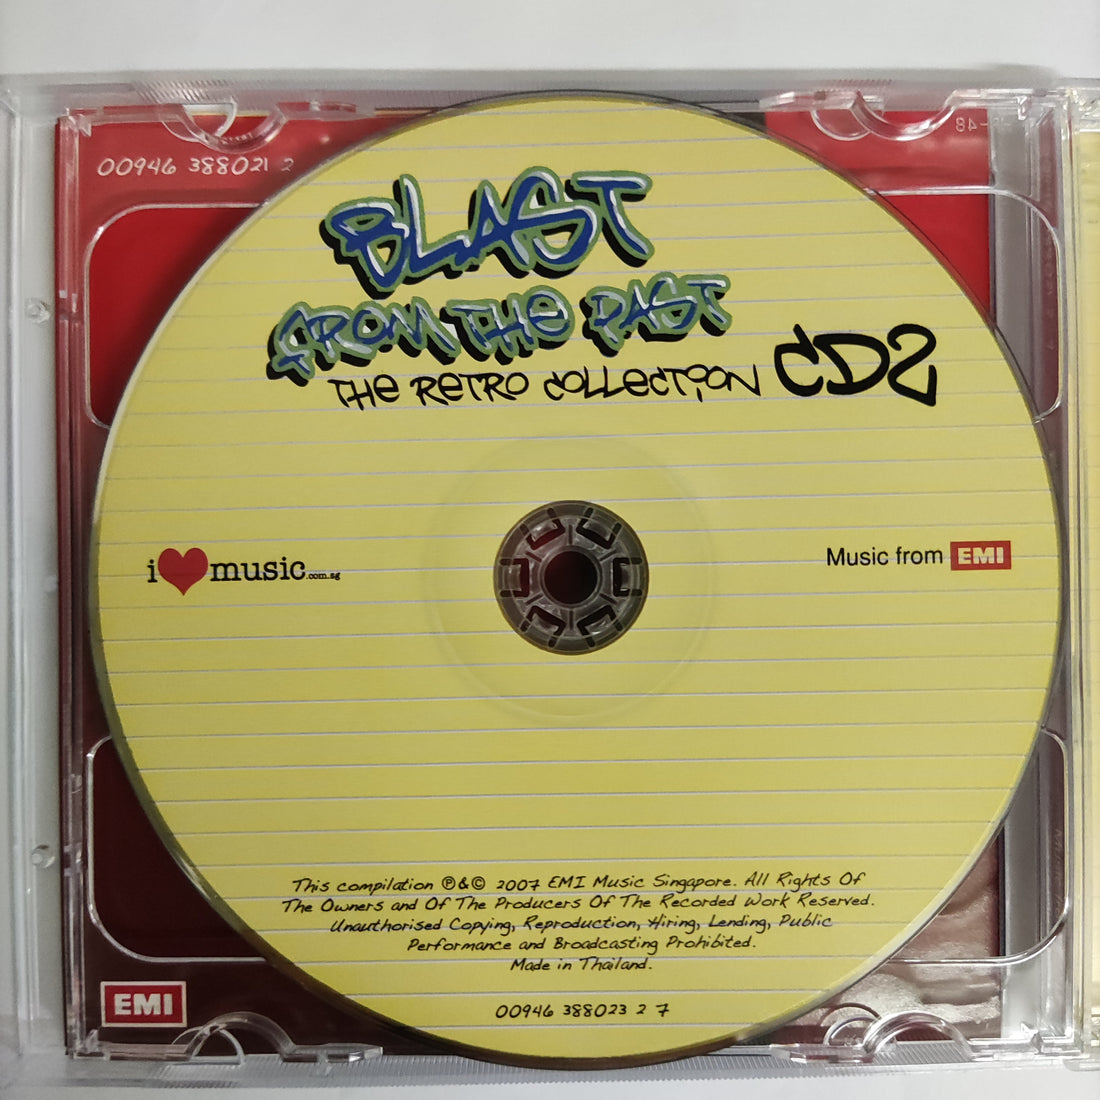 00946 388021 2
BLAST
FROM THE PAST
THE RETRO COLLECTION CD2
i music.com.sg
Music from EMI
This compilation ℗&© 2007 EMI Music Singapore. All Rights Of
The Owners and Of The Producers Of The Recorded Work Reserved.
Unauthorised Copying, Reproduction, Hiring, Lending, Public
Performance and Broadcasting Prohibited.
Made in Thailand.
00946 388023 2 7
EMI